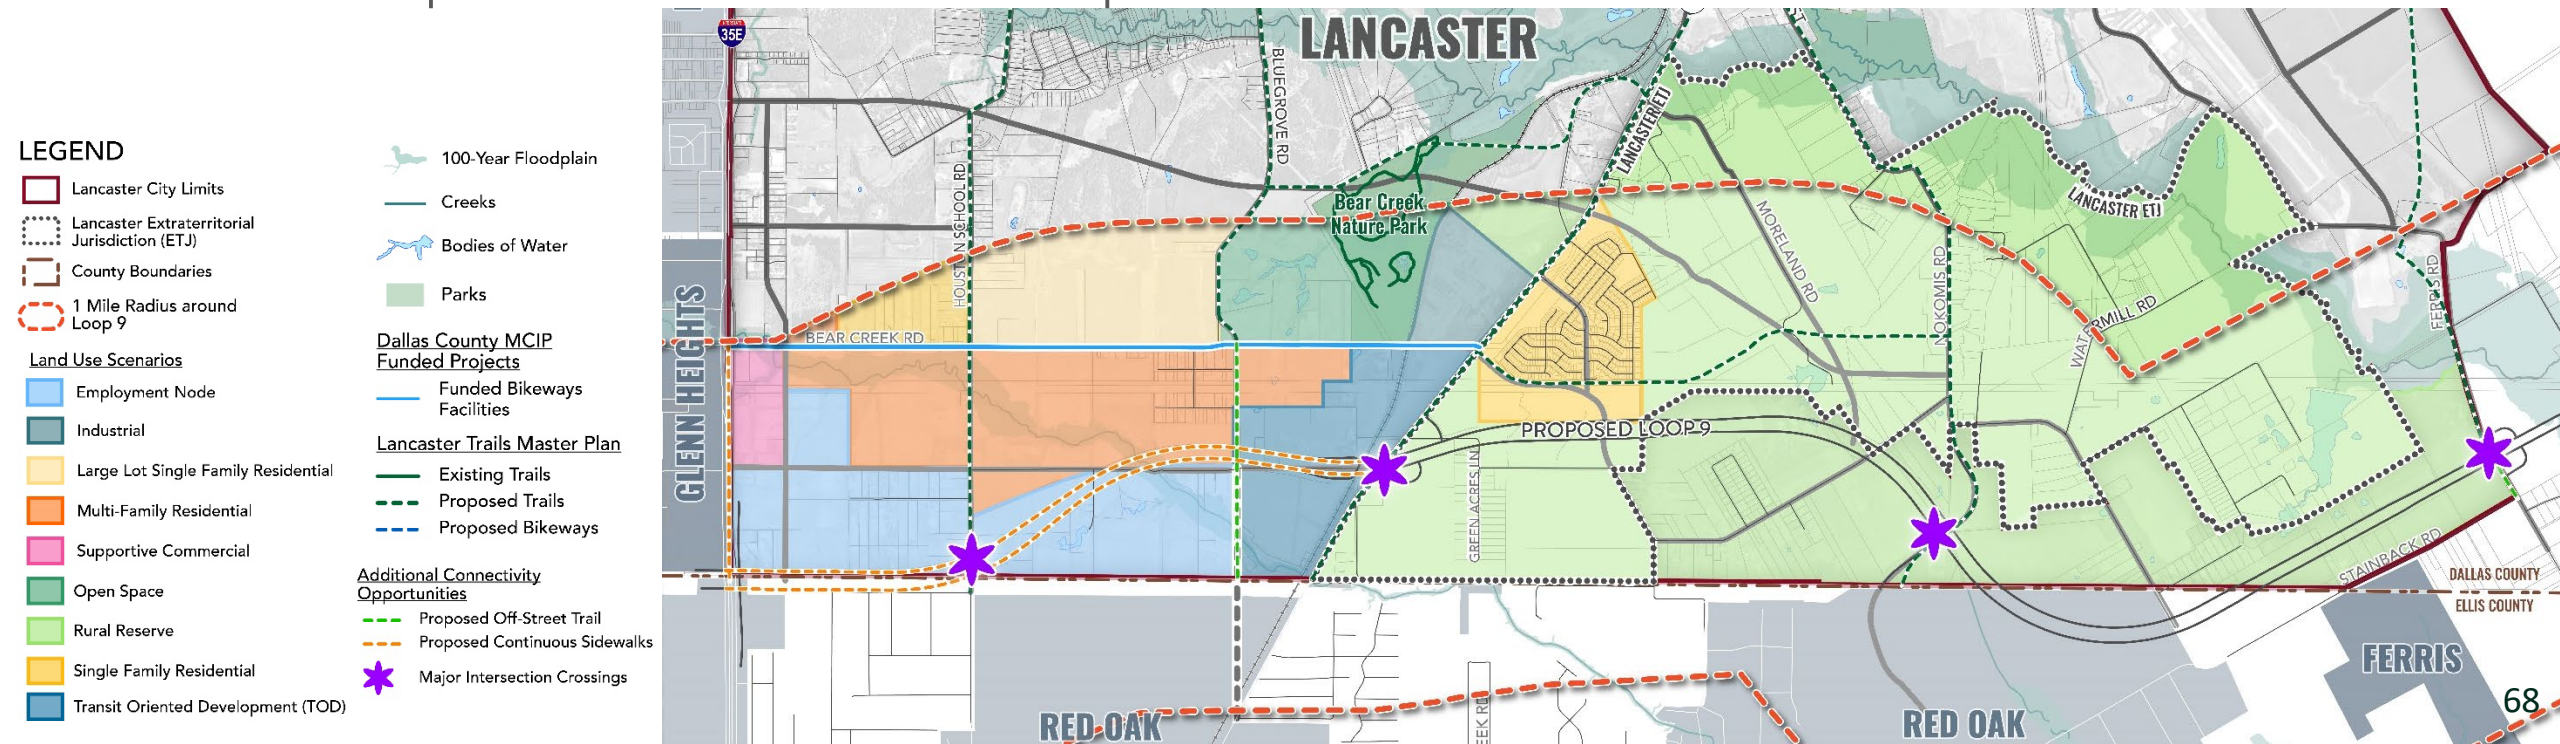 LEGEND
Lancaster City Limits
Lancaster Extraterritorial
Jurisdiction (ETJ)
County Boundaries
1 Mile Radius around
Loop 9
Land Use Scenarios
Employment Node
Industrial
Large Lot Single Family Residential
Multi-Family Residential
Supportive Commercial
Open Space
Rural Reserve
Single Family Residential
Transit Oriented Development (TOD)
100-Year Floodplain
Creeks
Bodies of Water
Parks
Dallas County MCIP
Funded Projects
Funded Bikeways
Facilities
Lancaster Trails Master Plan
Existing Trails
Proposed Trails
Proposed Bikeways
Additional Connectivity
Opportunities
Proposed Off-Street Trail
Proposed Continuous Sidewalks
Major Intersection Crossings
INTERSTATE
35E
LANCASTER
BLUEGROVE RD
HOUSTON SCHOOL RD
LANCASTER ETJ
Bear Creek
Nature Park
MORELAND RD
LANCASTER ETJ
NOKOMIS RD
WATERMILL RD
FERRIS RD
GLENN HEIGHTS
BEAR CREEK RD
PROPOSED LOOP 9
GREEN ACRES LN
STAINBACK RD
DALLAS COUNTY
ELLIS COUNTY
FERRIS
RED OAK
EEK RD
RED OAK
68